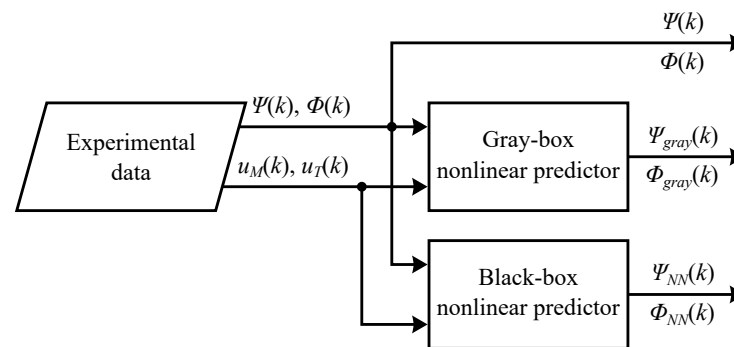 Ψ(k)
Φ(k)
Ψ(k), Φ(k)
Experimental
data
u_M(k), u_T(k)
Gray-box
nonlinear predictor
Ψ_gray(k)
Φ_gray(k)
Black-box
nonlinear predictor
Ψ_NN(k)
Φ_NN(k)